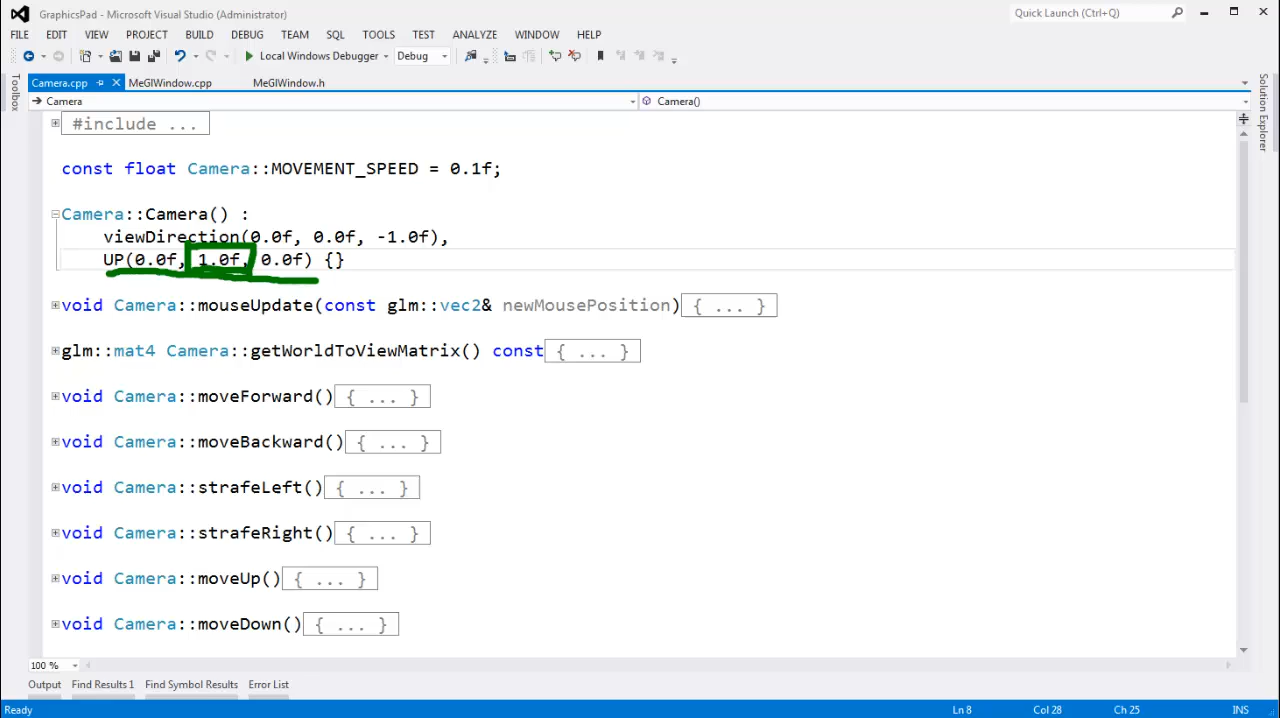 GraphicsPad - Microsoft Visual Studio (Administrator)
Quick Launch (Ctrl+Q)
FILE EDIT VIEW PROJECT BUILD DEBUG TEAM SQL TOOLS TEST ANALYZE WINDOW HELP
Local Windows Debugger Debug
Camera.cpp MeGlWindow.cpp MeGlWindow.h
Camera Camera()
Toolbox
Solution Explorer
#include ...
const float Camera::MOVEMENT_SPEED = 0.1f;
Camera::Camera() :
viewDirection(0.0f, 0.0f, -1.0f),
UP(0.0f, 1.0f, 0.0f) {}
void Camera::mouseUpdate(const glm::vec2& newMousePosition){ ... }
glm::mat4 Camera::getWorldToViewMatrix() const{ ... }
void Camera::moveForward(){ ... }
void Camera::moveBackward(){ ... }
void Camera::strafeLeft(){ ... }
void Camera::strafeRight(){ ... }
void Camera::moveUp(){ ... }
void Camera::moveDown(){ ... }
100 %
Output Find Results 1 Find Symbol Results Error List
Ready Ln 8 Col 28 Ch 25 INS